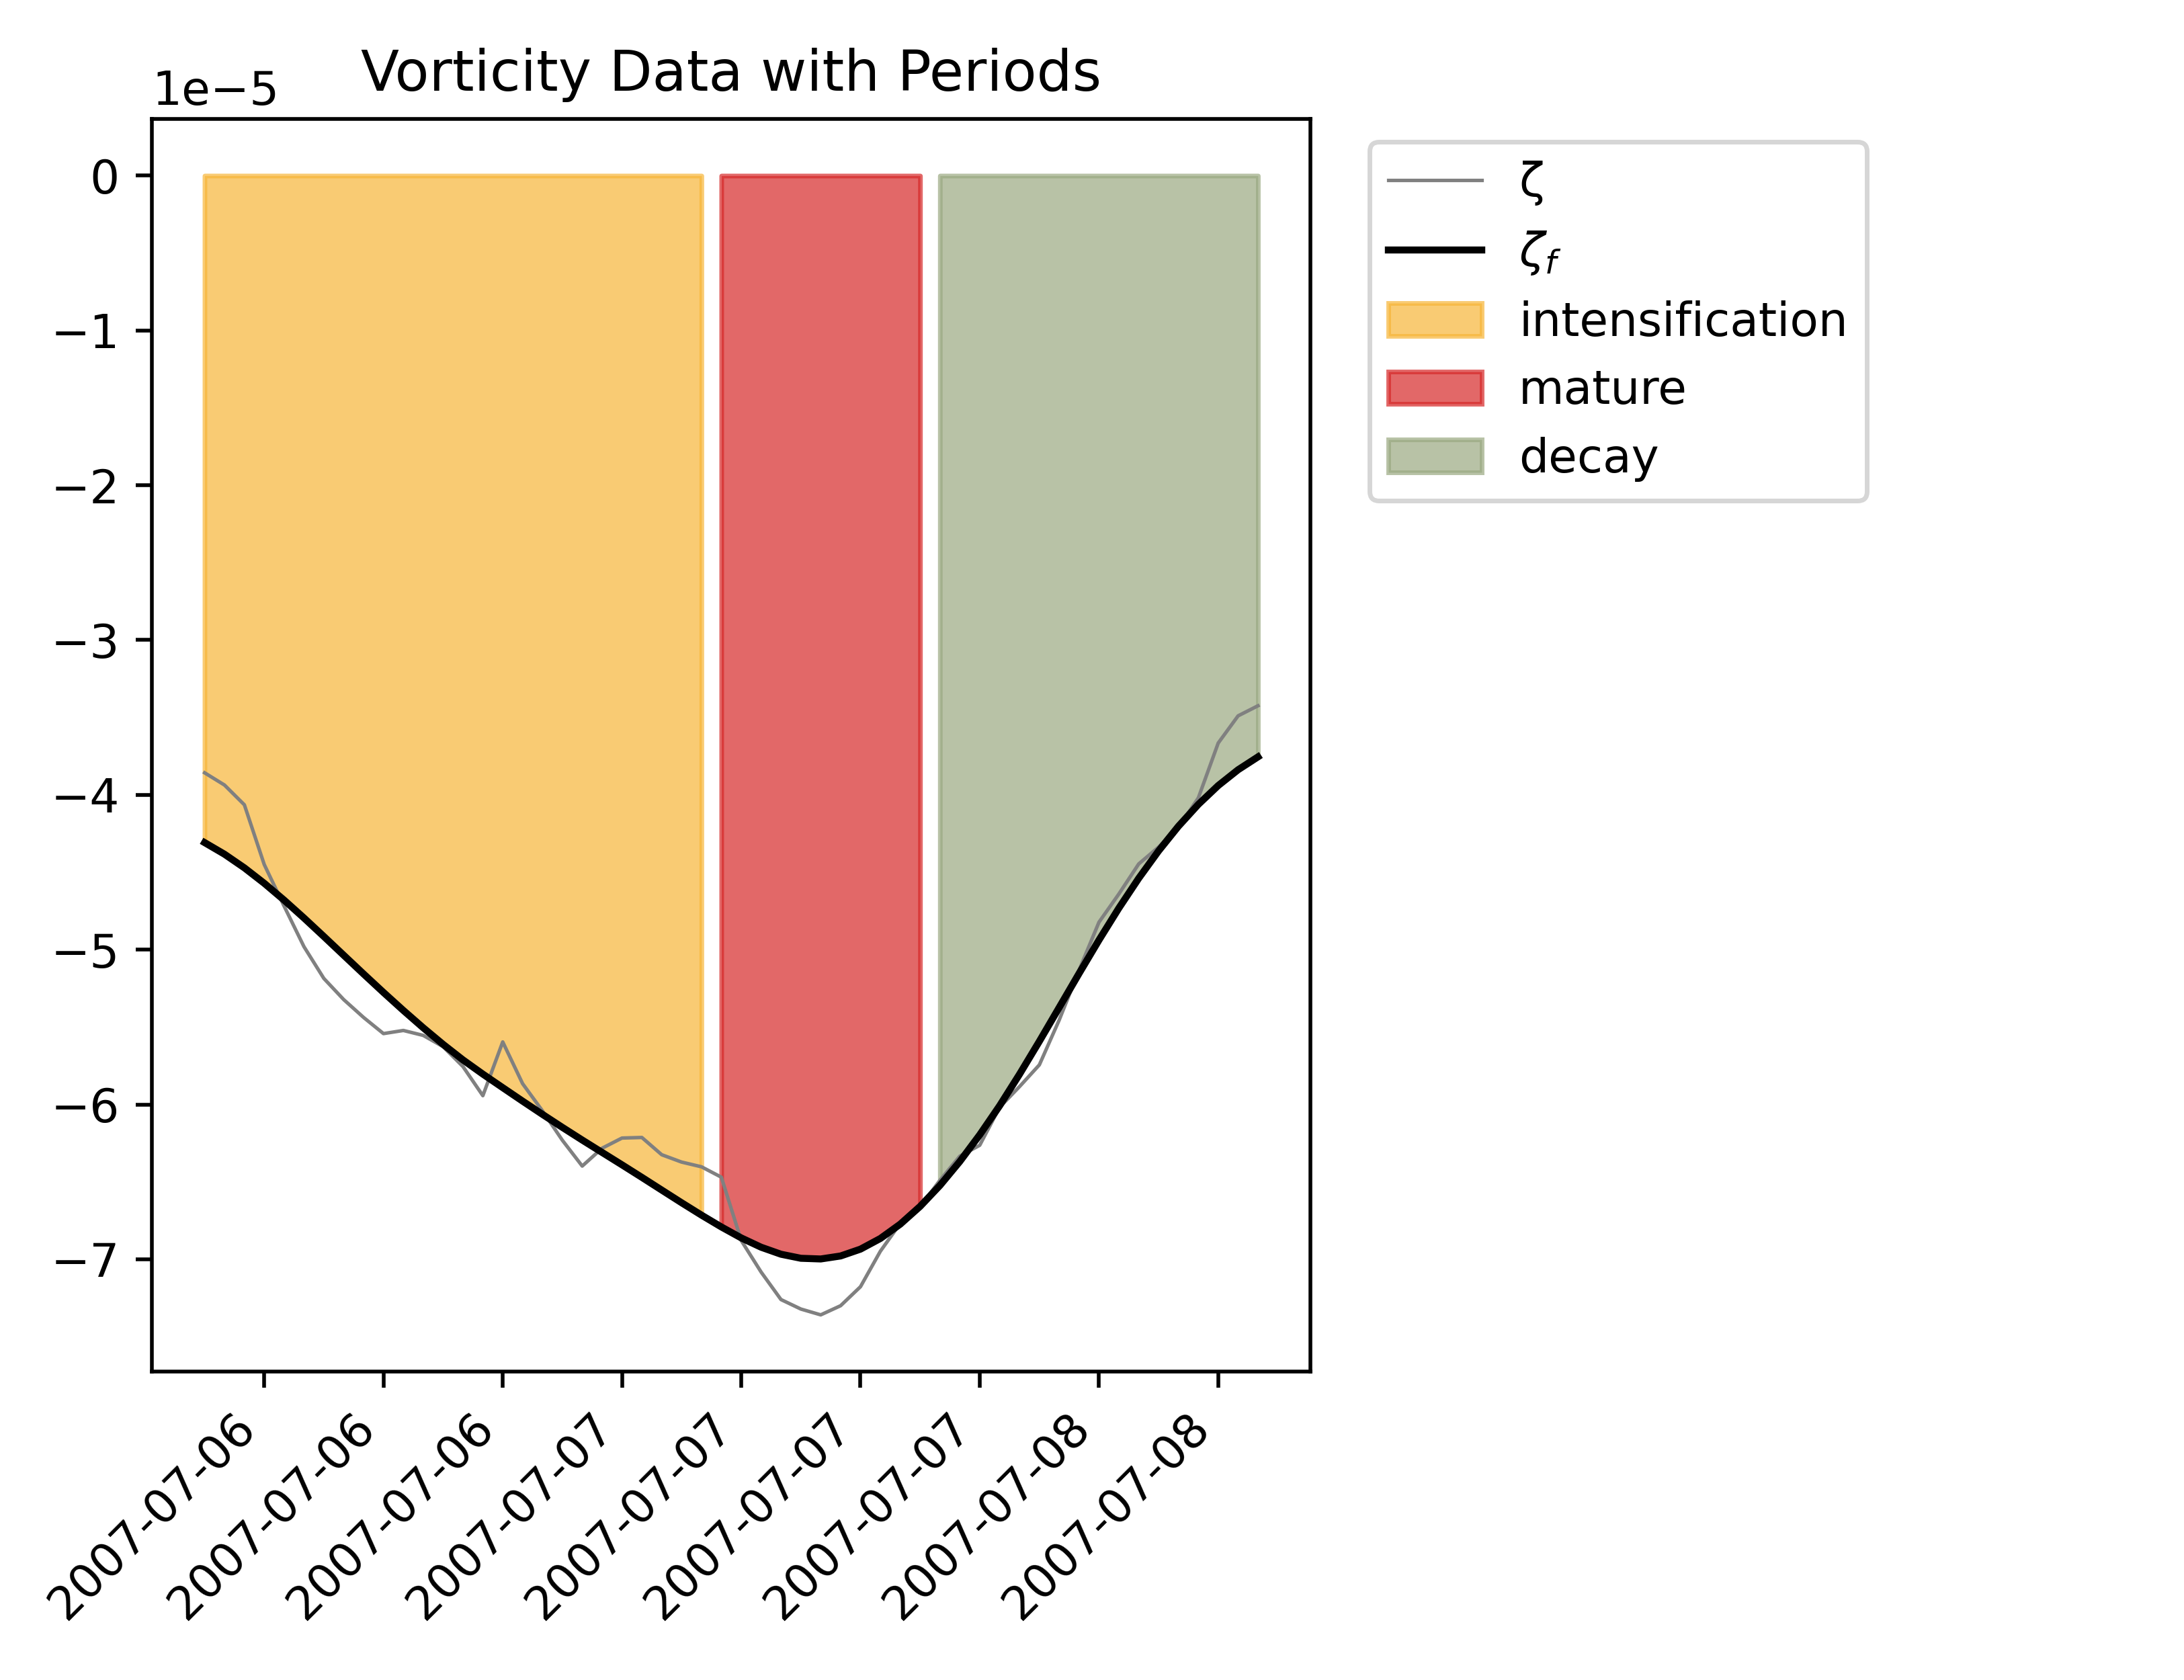 Vorticity Data with Periods
1e−5
0
−1
−2
−3
−4
−5
−6
−7
2007-07-06
2007-07-06
2007-07-06
2007-07-07
2007-07-07
2007-07-07
2007-07-07
2007-07-08
2007-07-08
ζ
ζf
intensification
mature
decay